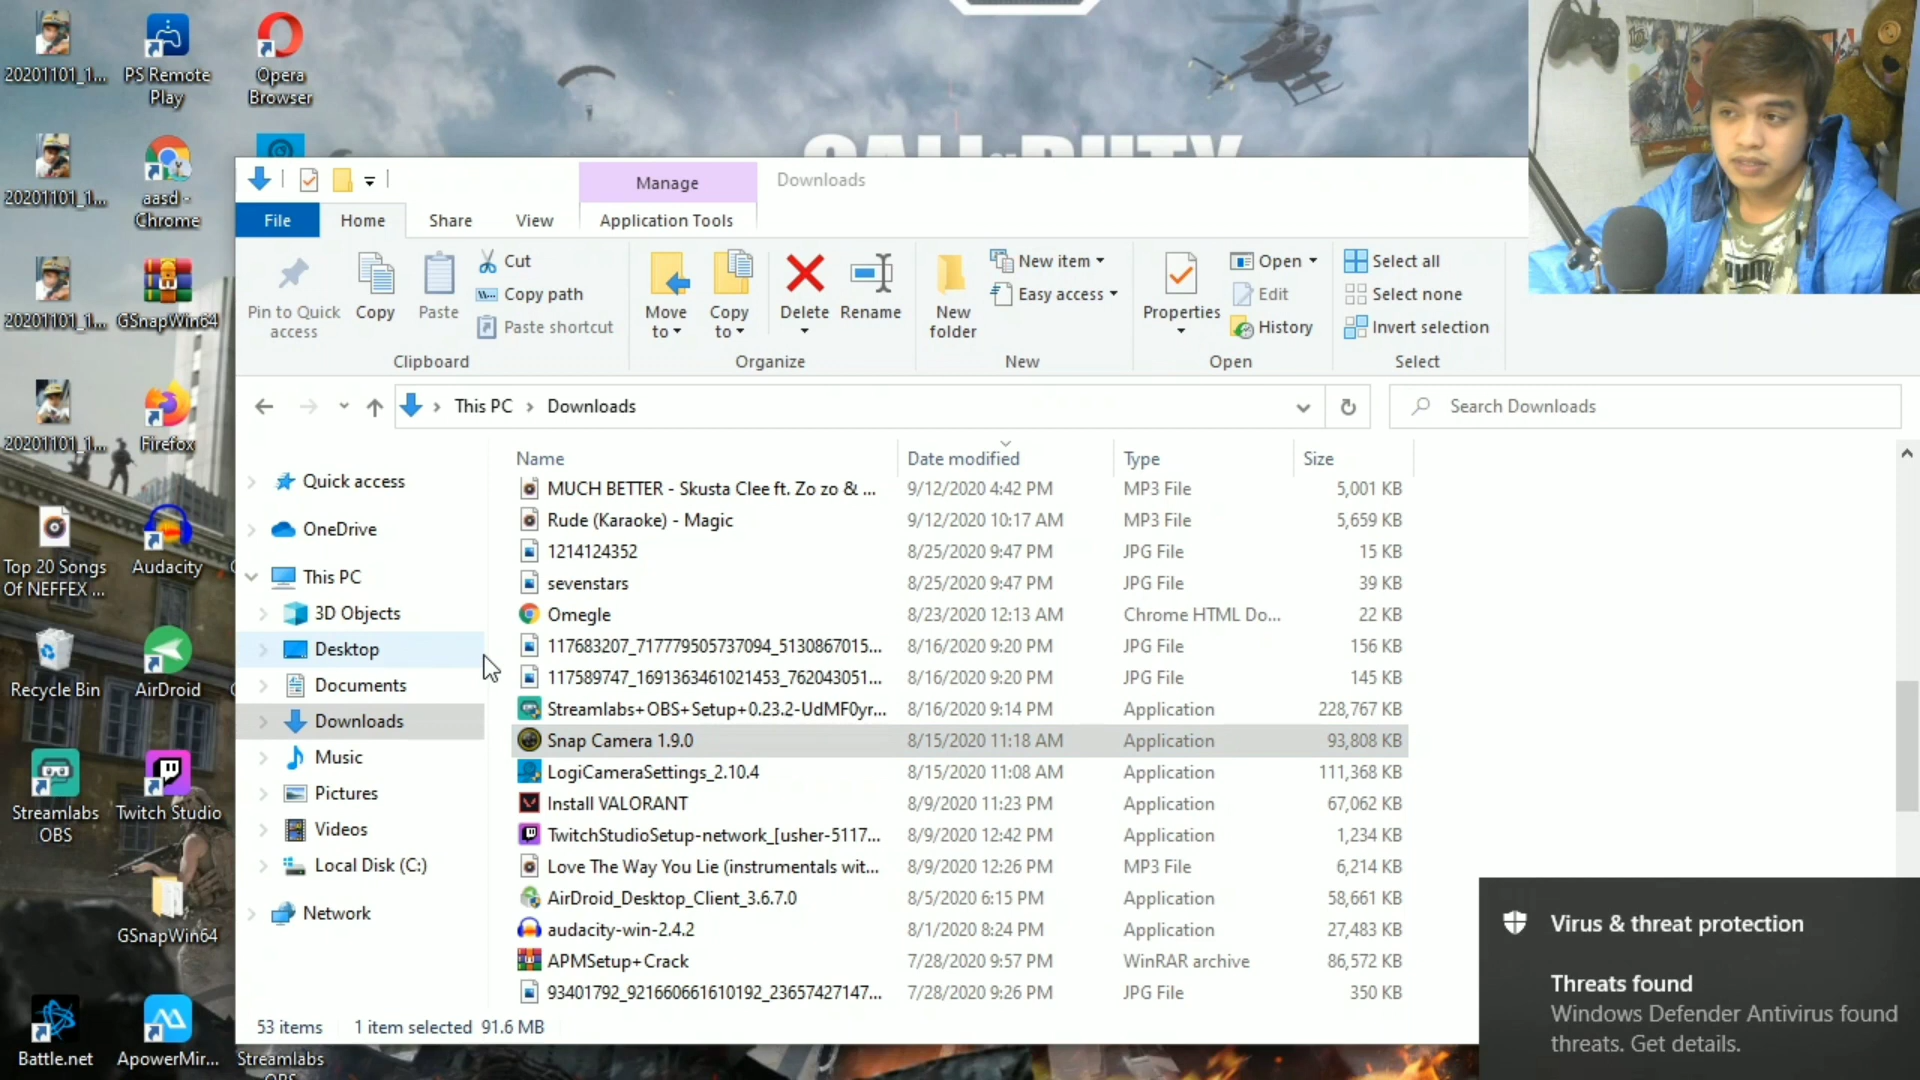 20201101_1...
PS Remote
Play
Opera
Browser
20201101_1...
aasd -
Chrome
20201101_1...
GSnapWin64
20201101_1...
Firefox
Top 20 Songs
Of NEFFEX ...
Audacity
Recycle Bin
AirDroid
Streamlabs
OBS
Twitch Studio
GSnapWin64
Battle.net
ApowerMir...
Streamlabs
CALL OF DUTY
Manage
Downloads
File
Home
Share
View
Application Tools
Pin to Quick
access
Copy
Paste
Cut
Copy path
Paste shortcut
Clipboard
Move
to
Copy
to
Delete
Rename
Organize
New
folder
New item
Easy access
New
Properties
Open
Edit
History
Open
Select all
Select none
Invert selection
Select
This PC > Downloads
Search Downloads
Quick access
OneDrive
This PC
3D Objects
Desktop
Documents
Downloads
Music
Pictures
Videos
Local Disk (C:)
Network
Name Date modified Type Size
MUCH BETTER - Skusta Clee ft. Zo zo & ... 9/12/2020 4:42 PM MP3 File 5,001 KB
Rude (Karaoke) - Magic 9/12/2020 10:17 AM MP3 File 5,659 KB
1214124352 8/25/2020 9:47 PM JPG File 15 KB
sevenstars 8/25/2020 9:47 PM JPG File 39 KB
Omegle 8/23/2020 12:13 AM Chrome HTML Do... 22 KB
117683207_717779505737094_5130867015... 8/16/2020 9:20 PM JPG File 156 KB
117589747_1691363461021453_762043051... 8/16/2020 9:20 PM JPG File 145 KB
Streamlabs+OBS+Setup+0.23.2-UdMF0yr... 8/16/2020 9:14 PM Application 228,767 KB
Snap Camera 1.9.0 8/15/2020 11:18 AM Application 93,808 KB
LogiCameraSettings_2.10.4 8/15/2020 11:08 AM Application 111,368 KB
Install VALORANT 8/9/2020 11:23 PM Application 67,062 KB
TwitchStudioSetup-network_[usher-5117... 8/9/2020 12:42 PM Application 1,234 KB
Love The Way You Lie (instrumentals wit... 8/9/2020 12:26 PM MP3 File 6,214 KB
AirDroid_Desktop_Client_3.6.7.0 8/5/2020 6:15 PM Application 58,661 KB
audacity-win-2.4.2 8/1/2020 8:24 PM Application 27,483 KB
APMSetup+Crack 7/28/2020 9:57 PM WinRAR archive 86,572 KB
93401792_921660661610192_23657427147... 7/28/2020 9:26 PM JPG File 350 KB
53 items 1 item selected 91.6 MB
Virus & threat protection
Threats found
Windows Defender Antivirus found
threats. Get details.
PUMA